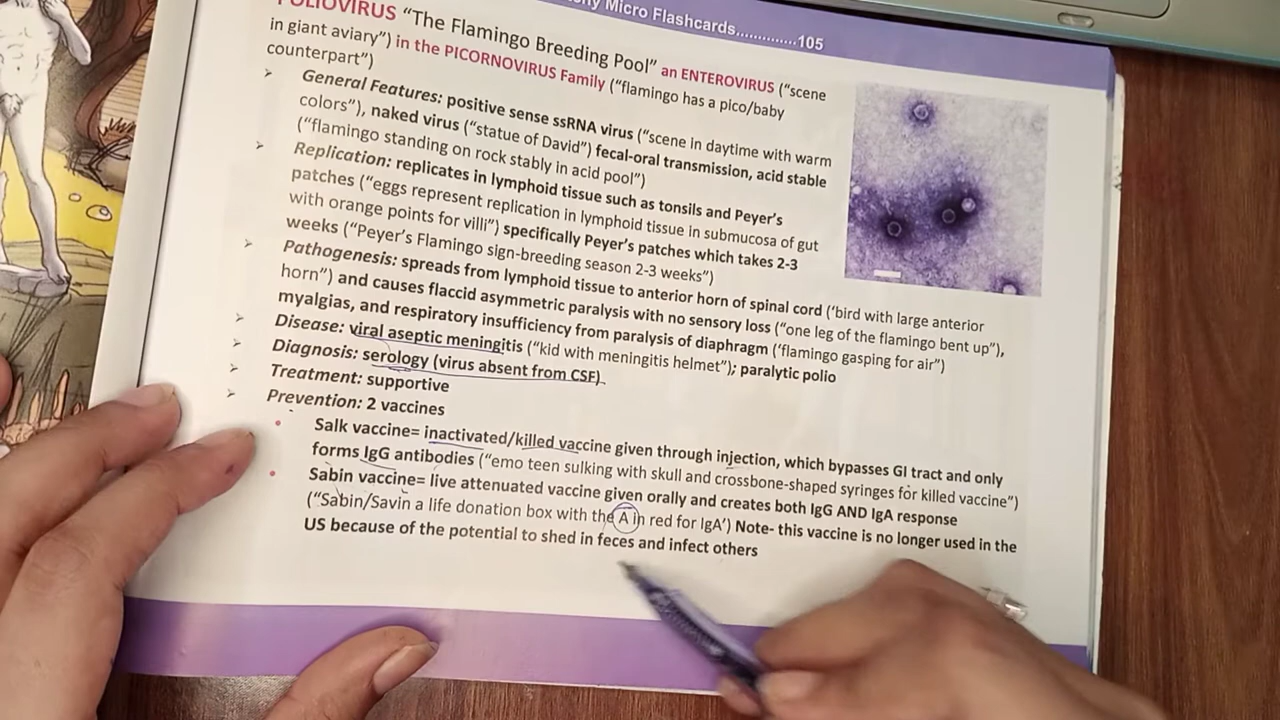 Micro Flashcards.............105
POLIOVIRUS “The Flamingo Breeding Pool” an ENTEROVIRUS (“scene
in giant aviary”) in the PICORNOVIRUS Family (“flamingo has a pico/baby
counterpart”)
➢ General Features: positive sense ssRNA virus (“scene in daytime with warm
colors”), naked virus (“statue of David”) fecal-oral transmission, acid stable
(“flamingo standing on rock stably in acid pool”)
➢ Replication: replicates in lymphoid tissue such as tonsils and Peyer’s
patches (“eggs represent replication in lymphoid tissue in submucosa of gut
with orange points for villi”) specifically Peyer’s patches which takes 2-3
weeks (“Peyer’s Flamingo sign-breeding season 2-3 weeks”)
➢ Pathogenesis: spreads from lymphoid tissue to anterior horn of spinal cord (‘bird with large anterior
horn”) and causes flaccid asymmetric paralysis with no sensory loss (“one leg of the flamingo bent up”),
myalgias, and respiratory insufficiency from paralysis of diaphragm (‘flamingo gasping for air”)
➢ Disease: viral aseptic meningitis (“kid with meningitis helmet”); paralytic polio
➢ Diagnosis: serology (virus absent from CSF)
➢ Treatment: supportive
➢ Prevention: 2 vaccines
• Salk vaccine= inactivated/killed vaccine given through injection, which bypasses GI tract and only
forms IgG antibodies (“emo teen sulking with skull and crossbone-shaped syringes for killed vaccine”)
• Sabin vaccine= live attenuated vaccine given orally and creates both IgG AND IgA response
(“Sabin/Savin a life donation box with the A in red for IgA’) Note- this vaccine is no longer used in the
US because of the potential to shed in feces and infect others